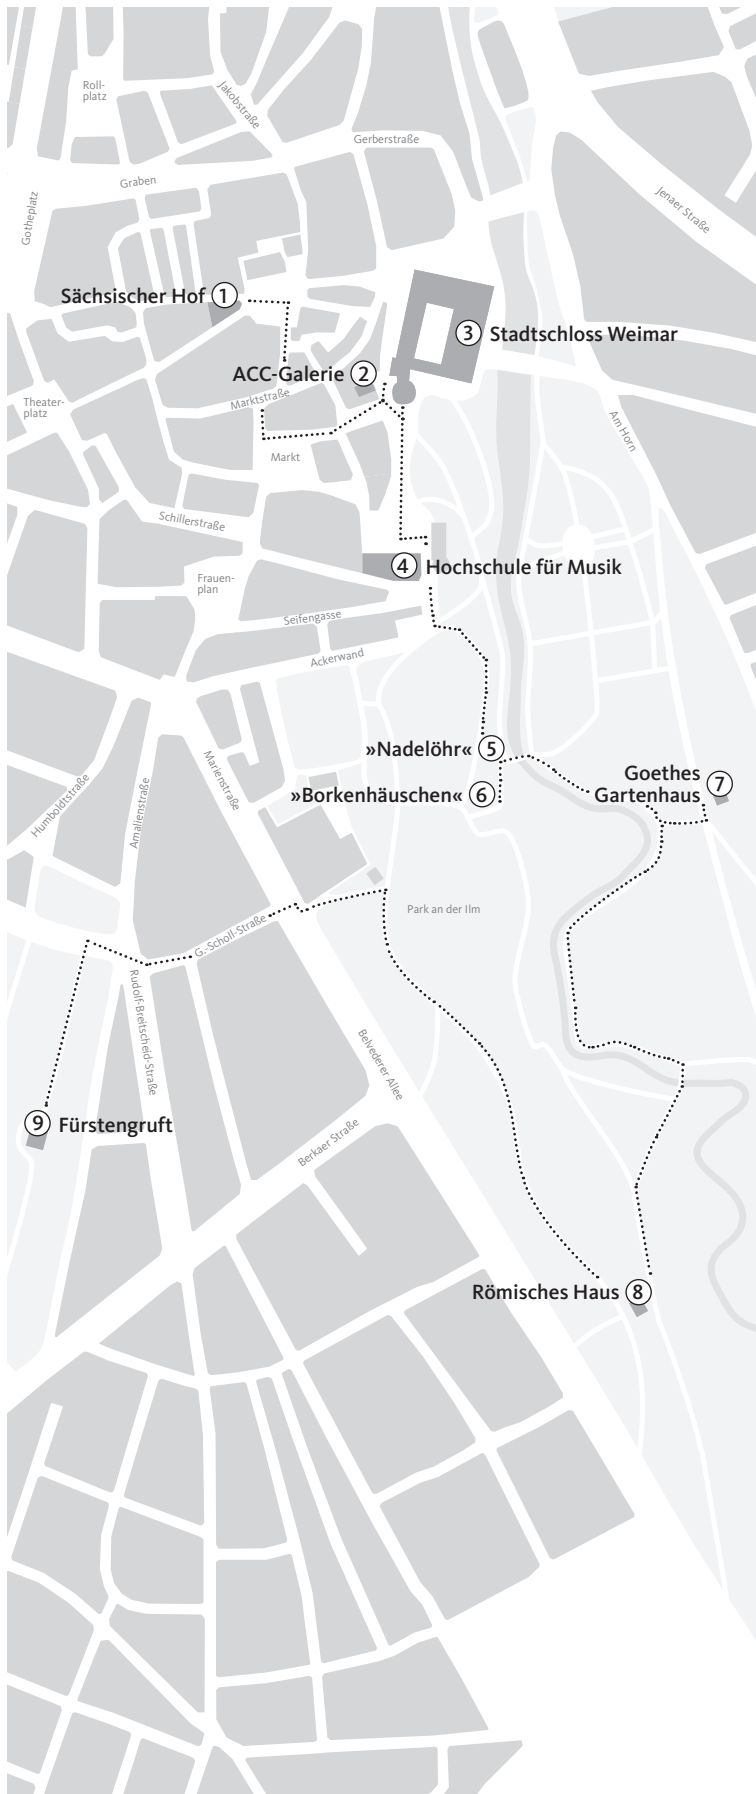 Roll-
platz
Jakobstraße
Gerberstraße
Graben
Gotheplatz
Jenaer Straße
Sächsischer Hof 1
3 Stadtschloss Weimar
ACC-Galerie 2
Marktstraße
Theater-
platz
Am Horn
Markt
Schillerstraße
4 Hochschule für Musik
Frauen-
plan
Seifengasse
Ackerwand
»Nadelöhr« 5
Marienstraße
Goethes
Gartenhaus 7
»Borkenhäuschen« 6
Humboldtstraße
Amalienstraße
Park an der Ilm
G.-Scholl-Straße
Rudolf-Breitscheid-Straße
Belvederer Allee
9 Fürstengruft
Berkaer Straße
Römisches Haus 8